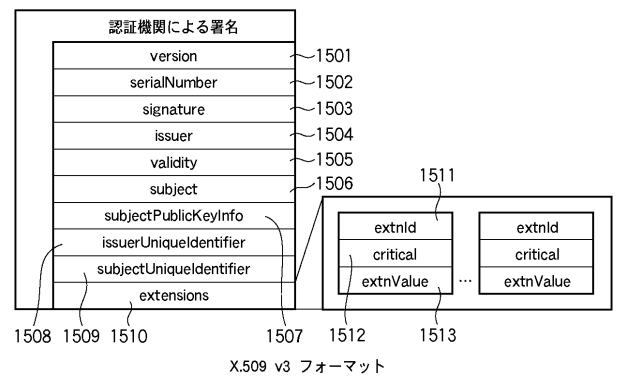 認証機関による署名
version 1501
serialNumber 1502
signature 1503
issuer 1504
validity 1505
subject 1506
subjectPublicKeyInfo
issuerUniqueIdentifier
subjectUniqueIdentifier
extensions
1508 1509 1510 1507
1511
extnId extnId
critical critical
extnValue ... extnValue
1512 1513
X.509 v3 フォーマット